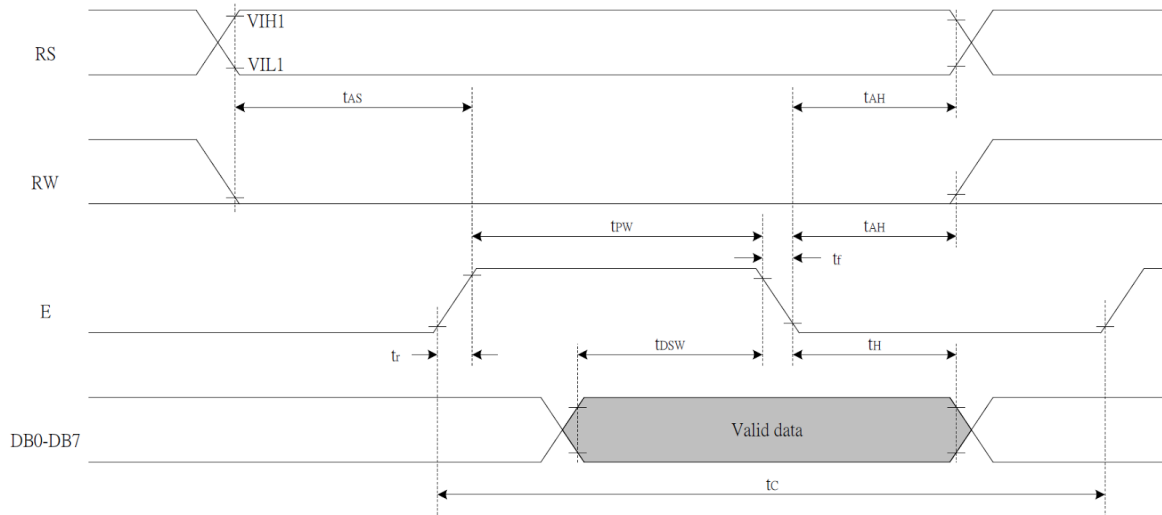 VIH1
RS
VIL1
tAS
tAH
RW
tPW
tAH
tf
E
tr
tDSW
tH
DB0-DB7
Valid data
tC